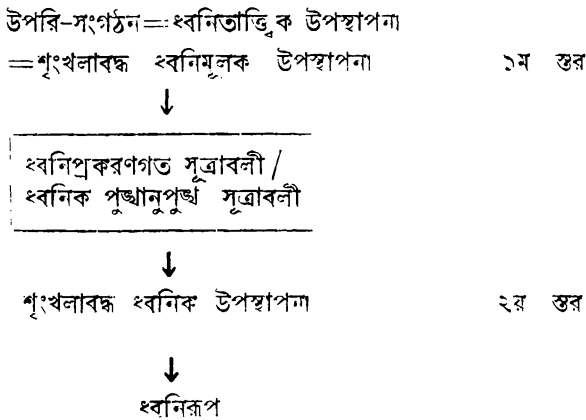 উপরি-সংগঠন = ধ্বনিতাত্ত্বিক উপস্থাপনা
=শৃংখলাবদ্ধ ধ্বনিমূলক উপস্থাপনা ১ম স্তর
↓
ধ্বনিপ্রকরণগত সূত্রাবলী /
ধ্বনিক পুঙ্খানুপুঙ্খ সূত্রাবলী
↓
শৃংখলাবদ্ধ ধ্বনিক উপস্থাপনা ২য় স্তর
↓
ধ্বনিরূপ